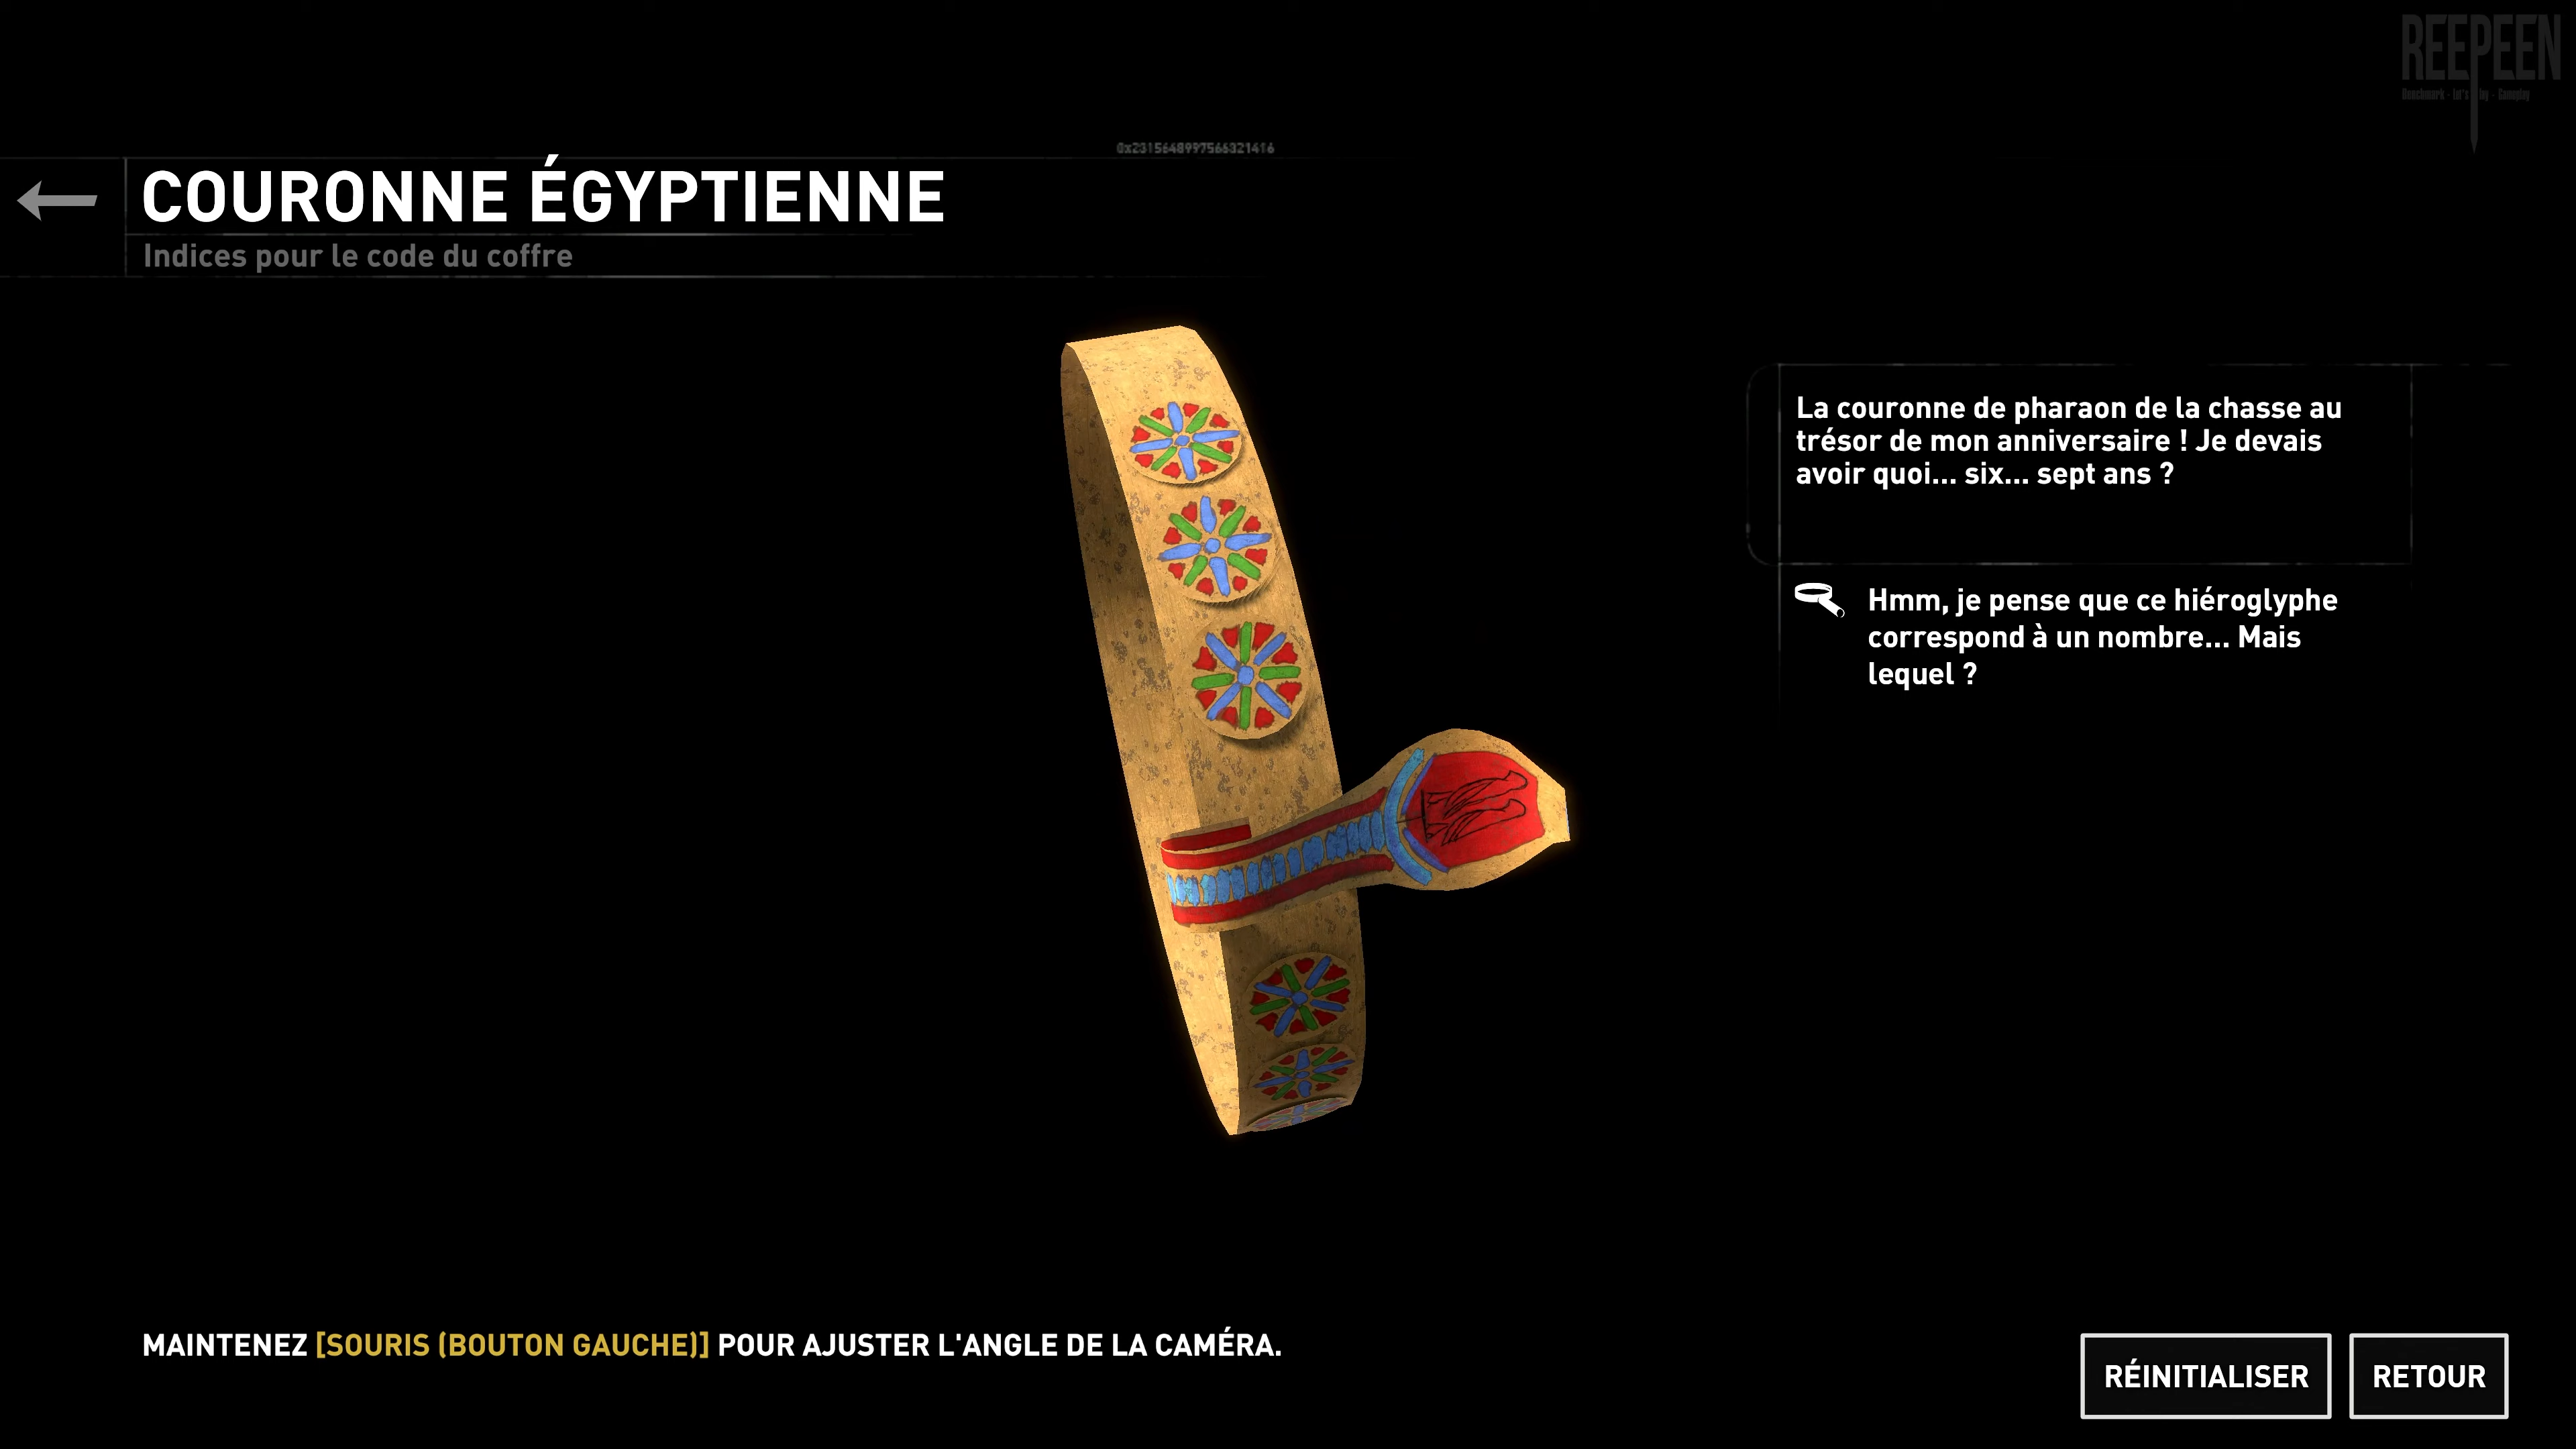 REEPEEN
0x2315648997566321416
COURONNE ÉGYPTIENNE
Indices pour le code du coffre
La couronne de pharaon de la chasse au
trésor de mon anniversaire ! Je devais
avoir quoi... six... sept ans ?
Hmm, je pense que ce hiéroglyphe
correspond à un nombre... Mais
lequel ?
MAINTENEZ [SOURIS (BOUTON GAUCHE)] POUR AJUSTER L'ANGLE DE LA CAMÉRA.
RÉINITIALISER
RETOUR